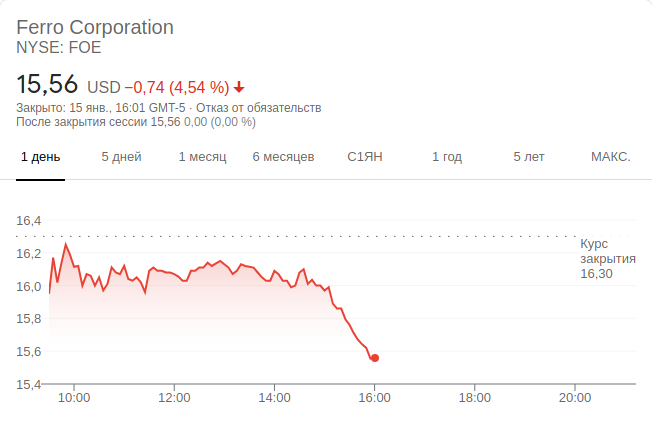 Ferro Corporation
NYSE: FOE
15,56 USD −0,74 (4,54 %)
Закрыто: 15 янв., 16:01 GMT-5 · Отказ от обязательств
После закрытия сессии 15,56 0,00 (0,00 %)
1 день 5 дней 1 месяц 6 месяцев С1ЯН 1 год 5 лет МАКС.
16,4
16,2
16,0
15,8
15,6
15,4
Курс
закрытия
16,30
10:00 12:00 14:00 16:00 18:00 20:00